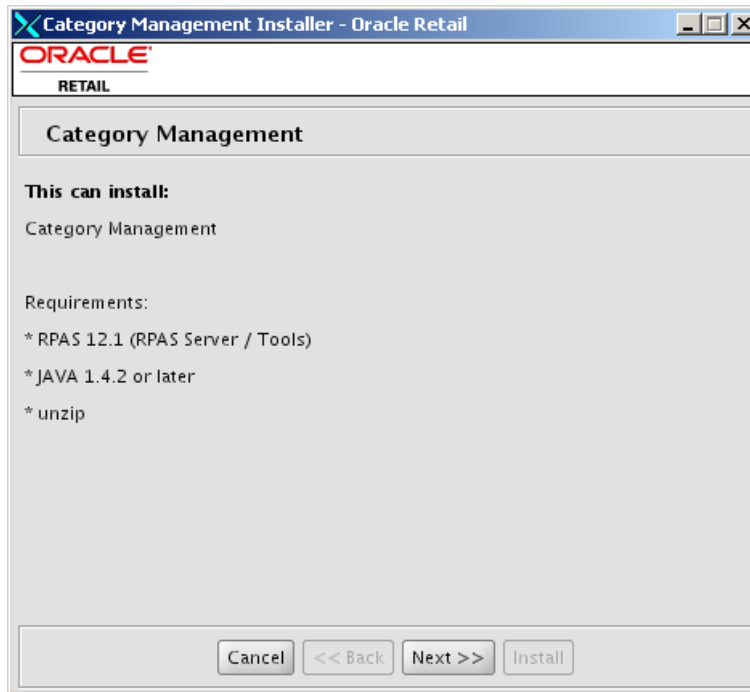 Category Management Installer - Oracle Retail
ORACLE
RETAIL
Category Management
This can install:
Category Management
Requirements:
* RPAS 12.1 (RPAS Server / Tools)
* JAVA 1.4.2 or later
* unzip
Cancel << Back Next >> Install